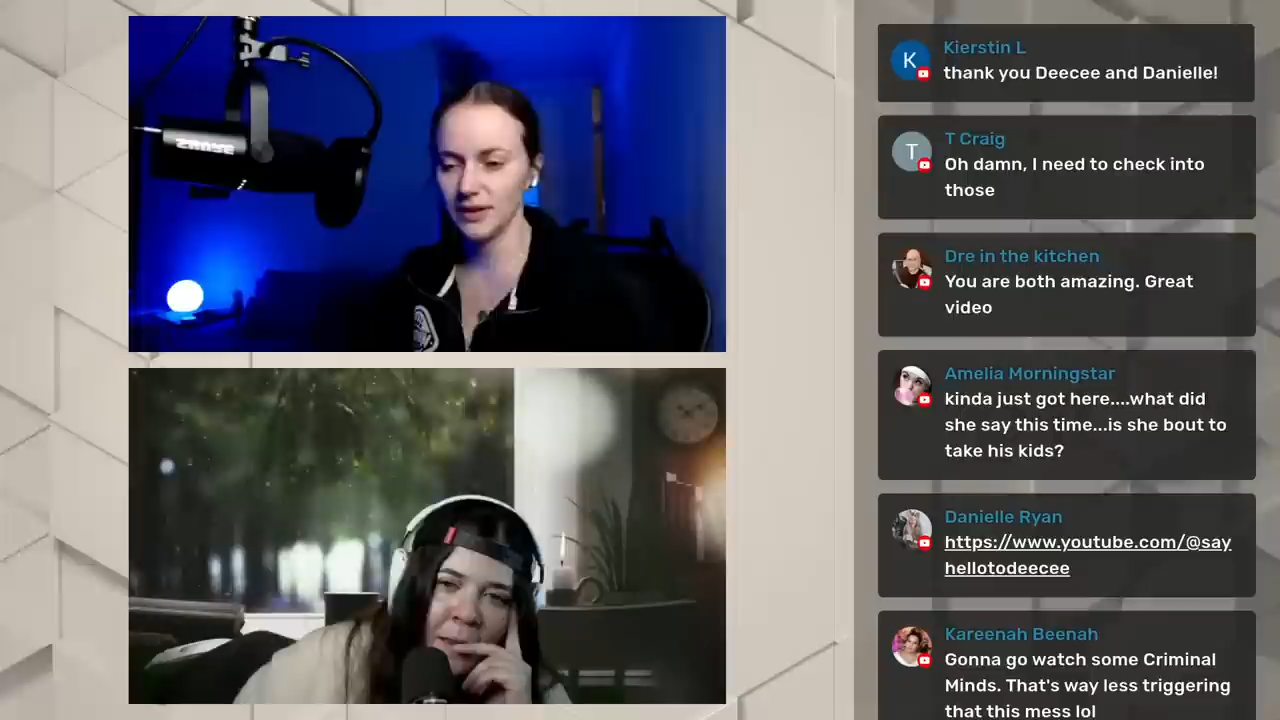 Kierstin L
thank you Deecee and Danielle!
T Craig
Oh damn, I need to check into
those
Dre in the kitchen
You are both amazing. Great
video
Amelia Morningstar
kinda just got here....what did
she say this time...is she bout to
take his kids?
Danielle Ryan
https://www.youtube.com/@say
hellotodeecee
Kareenah Beenah
Gonna go watch some Criminal
Minds. That's way less triggering
that this mess lol
K
T